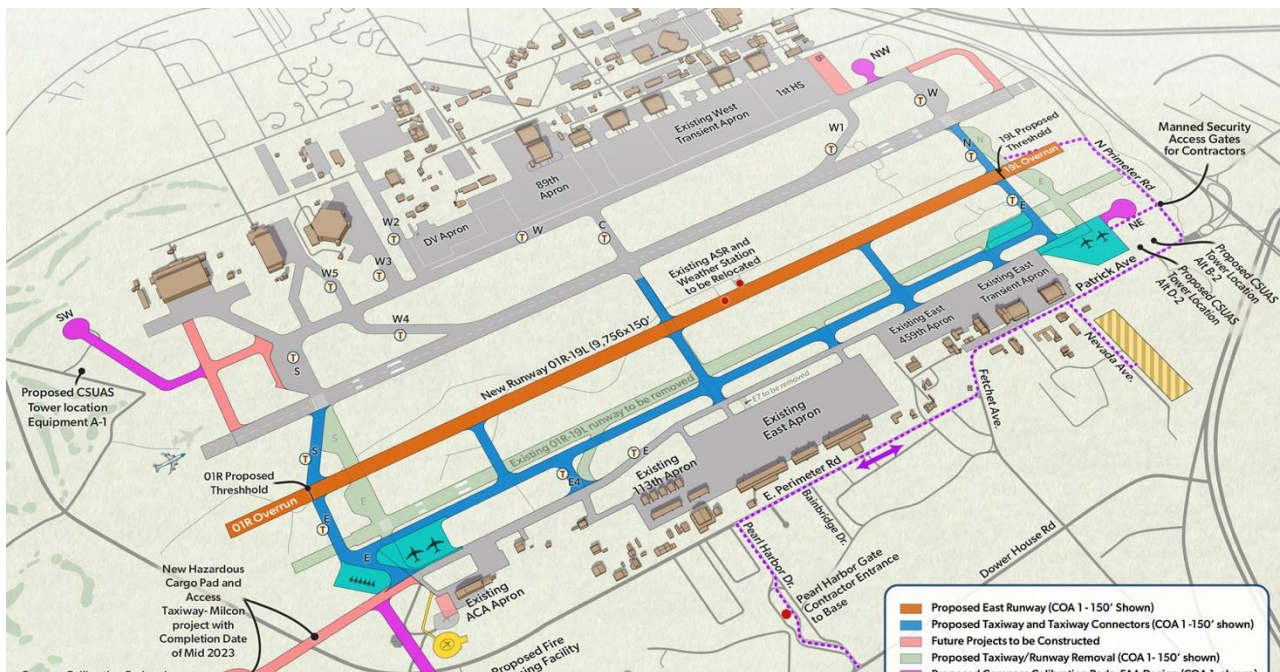 NW
1st HS
Existing West
Transient Apron
W
W1
89th
Apron
N
N
19L Proposed
Threshold
Manned Security
Access Gates
for Contractors
19L Overrun
N Primeter Rd
E
E
W2
DV Apron
W
C
W3
W5
NE
Existing ASR and
Weather Station
to be Relocated
Patrick Ave
Proposed CSUAS
Tower Location
Alt B-2
Proposed CSUAS
Tower Location
Alt D-2
Existing East
Transient Apron
SW
W4
New Runway 01R-19L (9,756x150'
Existing East
459th Apron
Nevada Ave.
S
Proposed CSUAS
Tower location
Equipment A-1
E7 to be removed
Fetchet Ave.
Existing
East Apron
S
S
Existing 01R-19L runway to be removed
E
E4
Existing
113th Apron
E. Perimeter Rd
01R Proposed
Threshhold
E
01R Overrun
E
E
Bainbridge Dr.
Pearl Harbor Dr.
Dower House Rd
New Hazardous
Cargo Pad and
Access
Taxiway- Milcon
project with
Completion Date
of Mid 2023
Existing
ACA Apron
Pearl Harbor Gate
Contractor Entrance
to Base
Proposed Fire
Facility
Proposed East Runway (COA 1 - 150' Shown)
Proposed Taxiway and Taxiway Connectors (COA 1 -150' shown)
Future Projects to be Constructed
Proposed Taxiway/Runway Removal (COA 1- 150' shown)